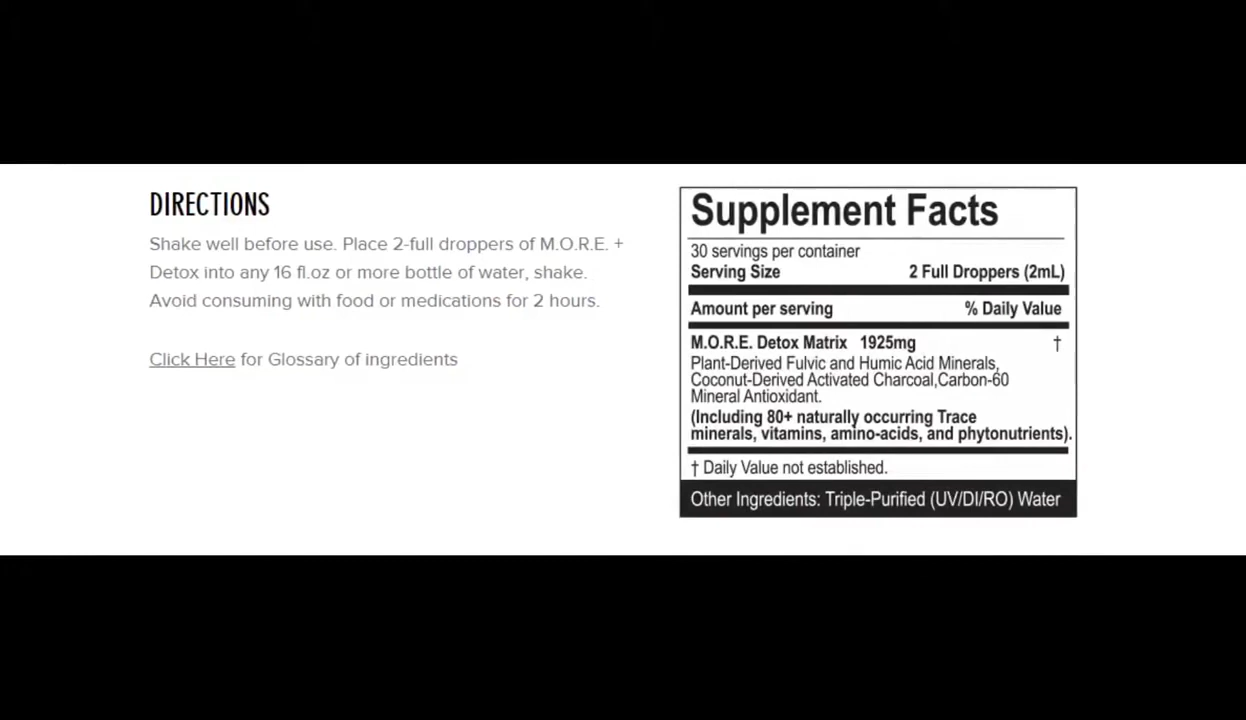 DIRECTIONS
Shake well before use. Place 2-full droppers of M.O.R.E. +
Detox into any 16 fl.oz or more bottle of water, shake.
Avoid consuming with food or medications for 2 hours.
Click Here for Glossary of ingredients
Supplement Facts
30 servings per container
Serving Size 2 Full Droppers (2mL)
Amount per serving % Daily Value
M.O.R.E. Detox Matrix 1925mg †
Plant-Derived Fulvic and Humic Acid Minerals,
Coconut-Derived Activated Charcoal,Carbon-60
Mineral Antioxidant.
(Including 80+ naturally occurring Trace
minerals, vitamins, amino-acids, and phytonutrients).
† Daily Value not established.
Other Ingredients: Triple-Purified (UV/DI/RO) Water